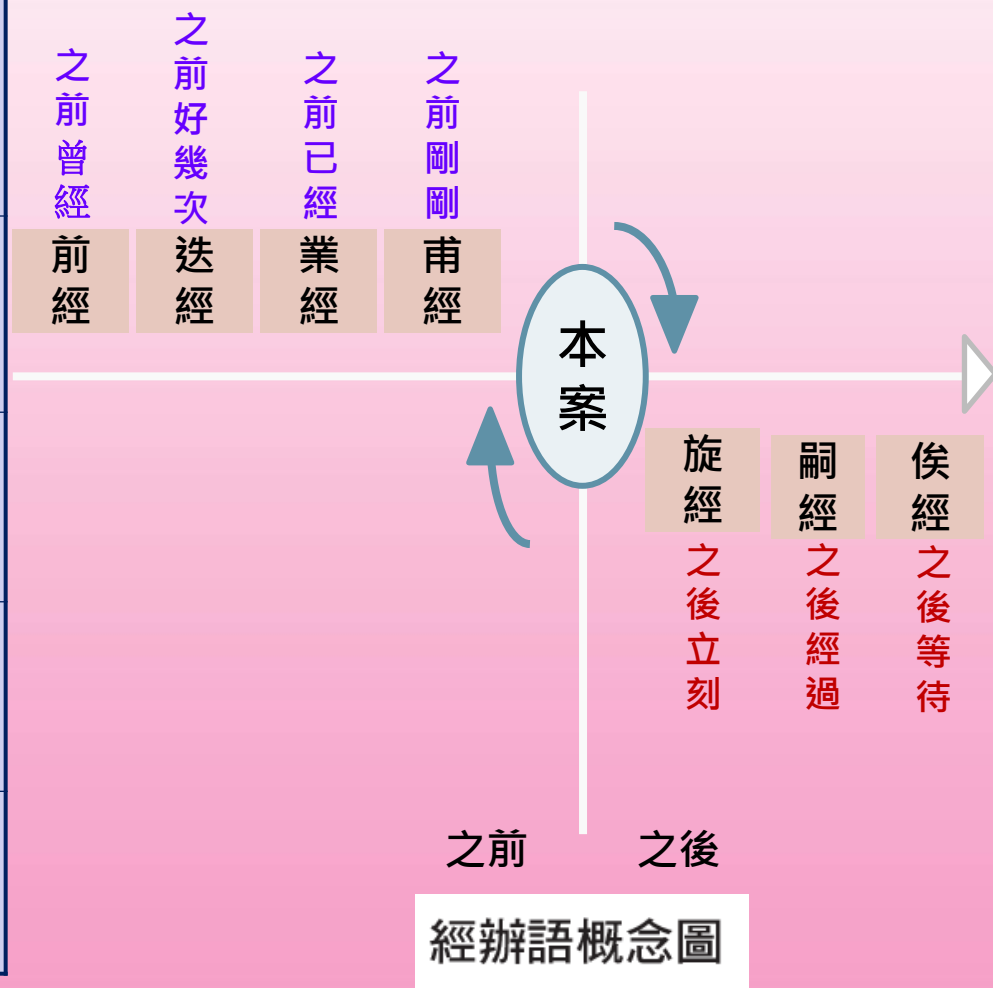 之前曾經
之前好幾次
之前已經
之前剛剛
前經
迭經
業經
甫經
本案
旋經
嗣經
俟經
之後立刻
之後經過
之後等待
之前
之後
經辦語概念圖